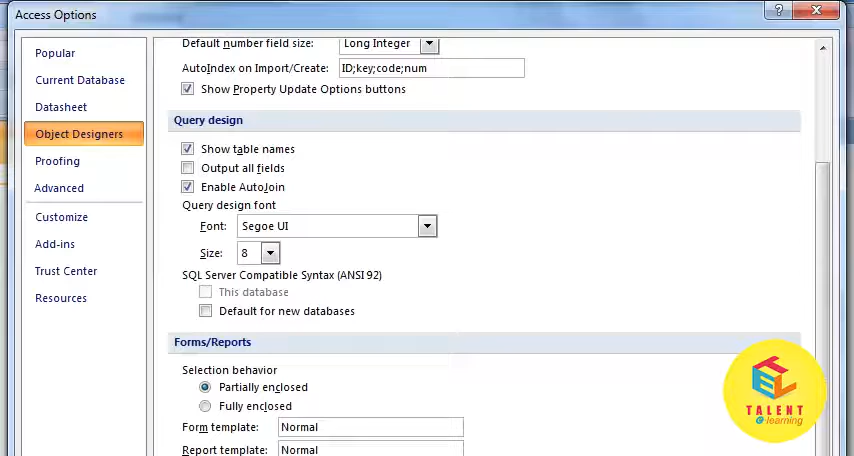 Access Options
Popular
Current Database
Datasheet
Object Designers
Proofing
Advanced
Customize
Add-ins
Trust Center
Resources
Default number field size: Long Integer
AutoIndex on Import/Create: ID;key;code;num
Show Property Update Options buttons
Query design
Show table names
Output all fields
Enable AutoJoin
Query design font
Font: Segoe UI
Size: 8
SQL Server Compatible Syntax (ANSI 92)
This database
Default for new databases
Forms/Reports
Selection behavior
Partially enclosed
Fully enclosed
Form template: Normal
Report template: Normal
TEL
TALENT
e-learning